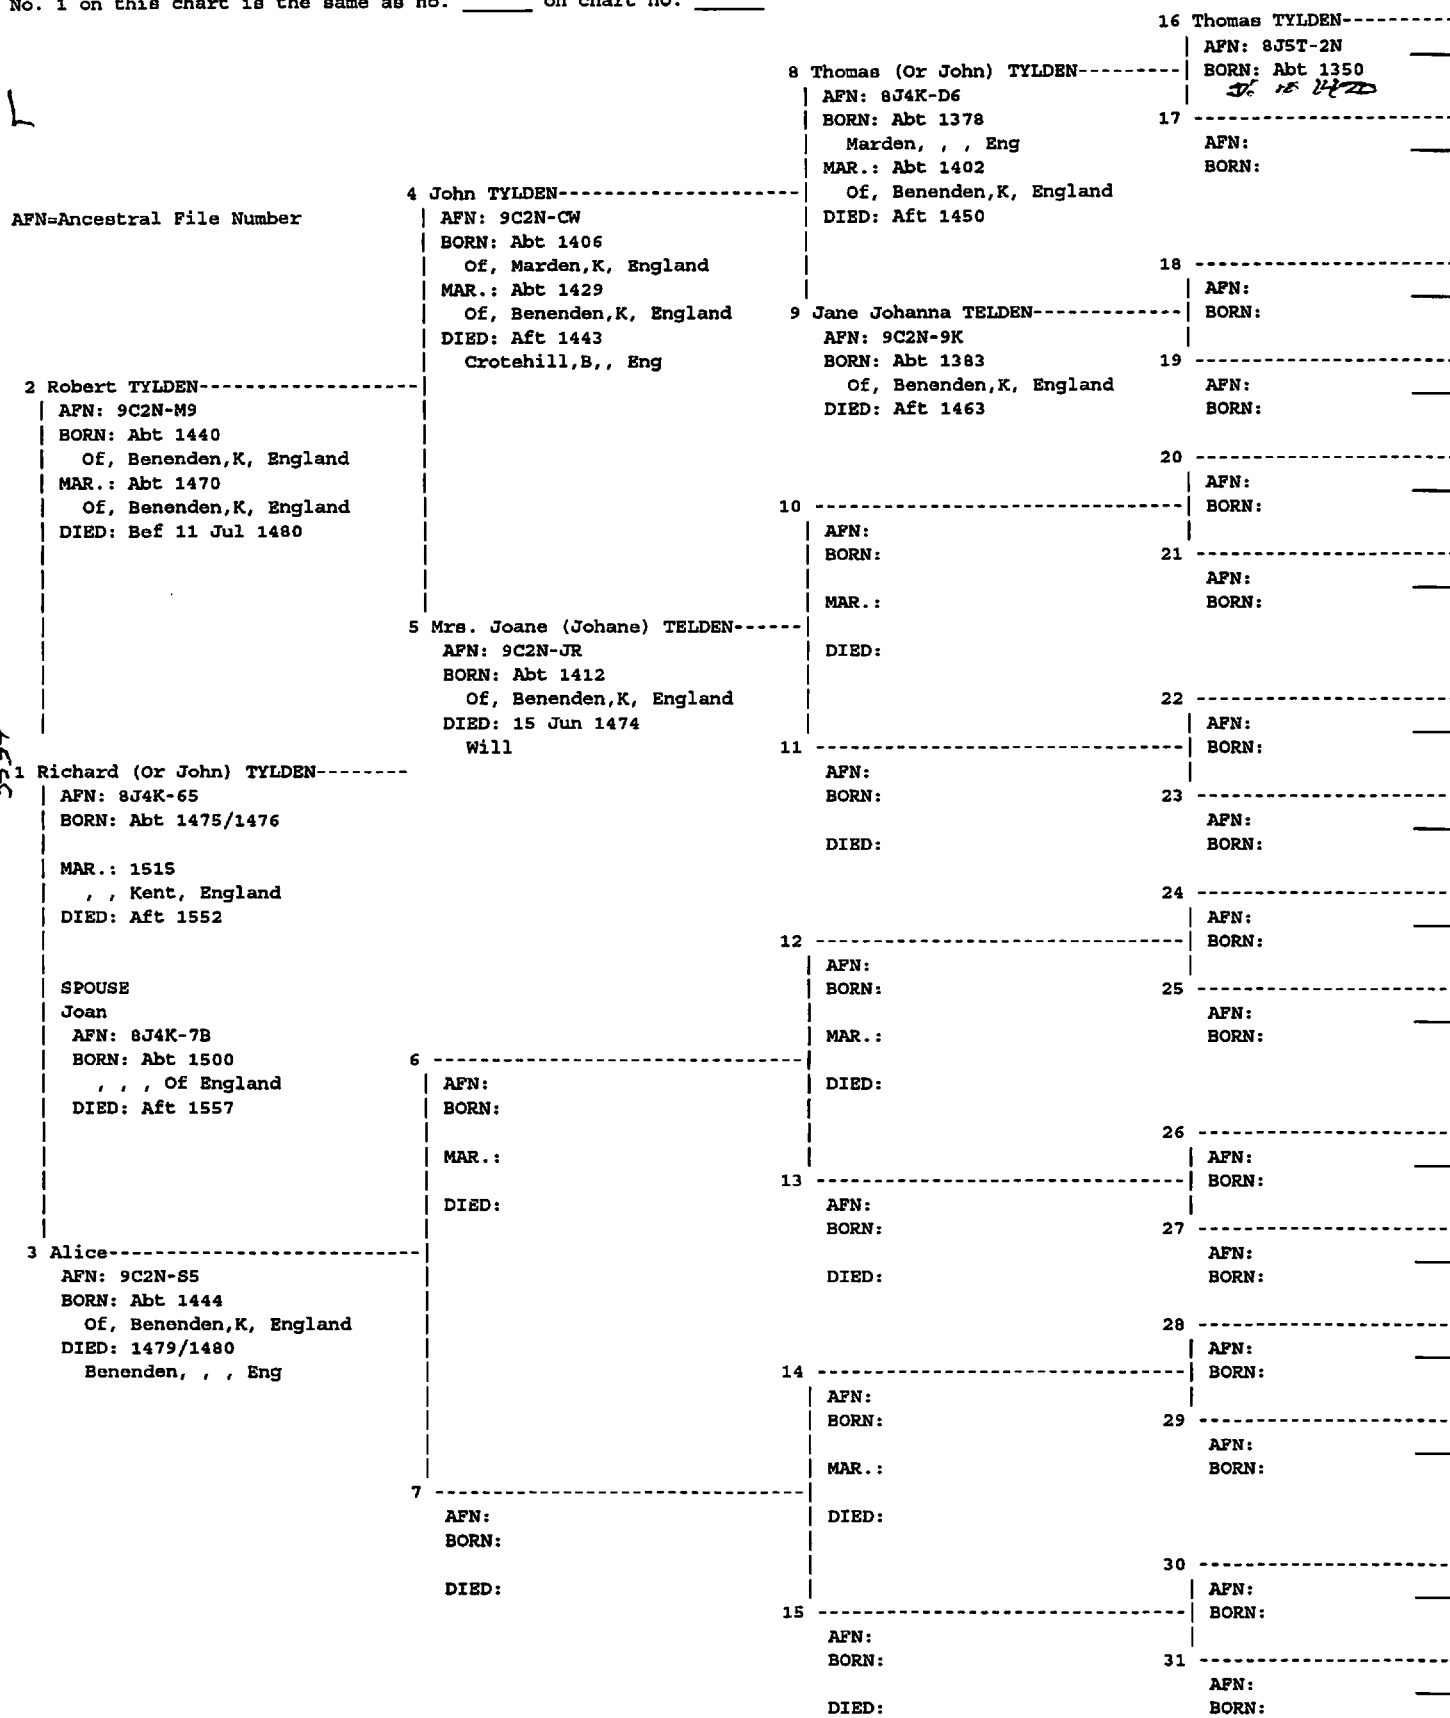 No. 1 on this chart is the same as no. _____ on chart no. _____
AFN=Ancestral File Number
1 Richard (Or John) TYLDEN--------
AFN: 8J4K-65
BORN: Abt 1475/1476
MAR.: 1515
, , Kent, England
DIED: Aft 1552
SPOUSE
Joan
AFN: 8J4K-7B
BORN: Abt 1500
, , , Of England
DIED: Aft 1557
2 Robert TYLDEN------------------
AFN: 9C2N-M9
BORN: Abt 1440
Of, Benenden,K, England
MAR.: Abt 1470
Of, Benenden,K, England
DIED: Bef 11 Jul 1480
3 Alice--------------------------
AFN: 9C2N-S5
BORN: Abt 1444
Of, Benenden,K, England
DIED: 1479/1480
Benenden, , , Eng
4 John TYLDEN--------------------
AFN: 9C2N-CW
BORN: Abt 1406
Of, Marden,K, England
MAR.: Abt 1429
Of, Benenden,K, England
DIED: Aft 1443
Crotehill,B,, Eng
5 Mrs. Joane (Johane) TELDEN------
AFN: 9C2N-JR
BORN: Abt 1412
Of, Benenden,K, England
DIED: 15 Jun 1474
Will
6 -------------------------------
AFN:
BORN:
MAR.:
DIED:
7 -------------------------------
AFN:
BORN:
DIED:
8 Thomas (Or John) TYLDEN---------
AFN: 8J4K-D6
BORN: Abt 1378
Marden, , , Eng
MAR.: Abt 1402
Of, Benenden,K, England
DIED: Aft 1450
9 Jane Johanna TELDEN-------------
AFN: 9C2N-9K
BORN: Abt 1383
Of, Benenden,K, England
DIED: Aft 1463
10 -------------------------------
AFN:
BORN:
MAR.:
DIED:
11 -------------------------------
AFN:
BORN:
DIED:
12 -------------------------------
AFN:
BORN:
MAR.:
DIED:
13 -------------------------------
AFN:
BORN:
DIED:
14 -------------------------------
AFN:
BORN:
MAR.:
DIED:
15 -------------------------------
AFN:
BORN:
DIED:
16 Thomas TYLDEN---------
AFN: 8J5T-2N
BORN: Abt 1350
17 ---------------------
AFN:
BORN:
18 ---------------------
AFN:
BORN:
19 ---------------------
AFN:
BORN:
20 ---------------------
AFN:
BORN:
21 ---------------------
AFN:
BORN:
22 ---------------------
AFN:
BORN:
23 ---------------------
AFN:
BORN:
24 ---------------------
AFN:
BORN:
25 ---------------------
AFN:
BORN:
26 ---------------------
AFN:
BORN:
27 ---------------------
AFN:
BORN:
28 ---------------------
AFN:
BORN:
29 ---------------------
AFN:
BORN:
30 ---------------------
AFN:
BORN:
31 ---------------------
AFN:
BORN: